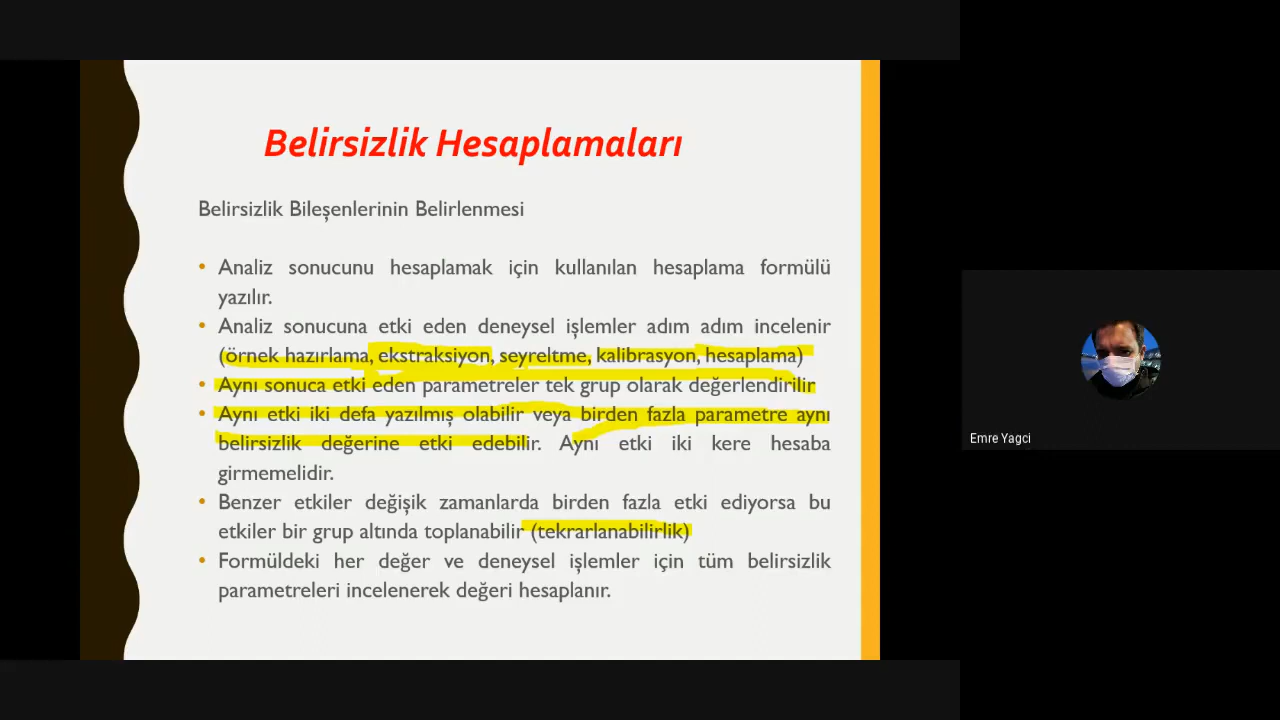 Belirsizlik Hesaplamaları
Belirsizlik Bileşenlerinin Belirlenmesi
• Analiz sonucunu hesaplamak için kullanılan hesaplama formülü
yazılır.
• Analiz sonucuna etki eden deneysel işlemler adım adım incelenir
(örnek hazırlama, ekstraksiyon, seyreltme, kalibrasyon, hesaplama)
• Aynı sonuca etki eden parametreler tek grup olarak değerlendirilir
• Aynı etki iki defa yazılmış olabilir veya birden fazla parametre aynı
belirsizlik değerine etki edebilir. Aynı etki iki kere hesaba
girmemelidir.
• Benzer etkiler değişik zamanlarda birden fazla etki ediyorsa bu
etkiler bir grup altında toplanabilir (tekrarlanabilirlik)
• Formüldeki her değer ve deneysel işlemler için tüm belirsizlik
parametreleri incelenerek değeri hesaplanır.
Emre Yagci